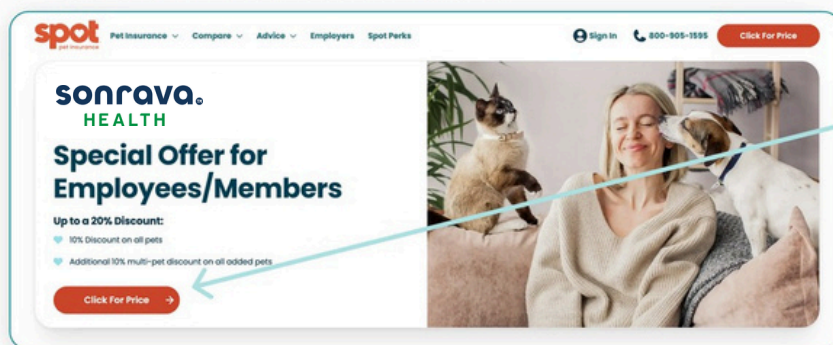 spot
pet insurance
Pet Insurance Compare Advice Employers Spot Perks Sign In 800-905-1595 Click For Price
sonrava
HEALTH
Special Offer for
Employees/Members
Up to a 20% Discount:
10% Discount on all pets
Additional 10% multi-pet discount on all added pets
Click For Price